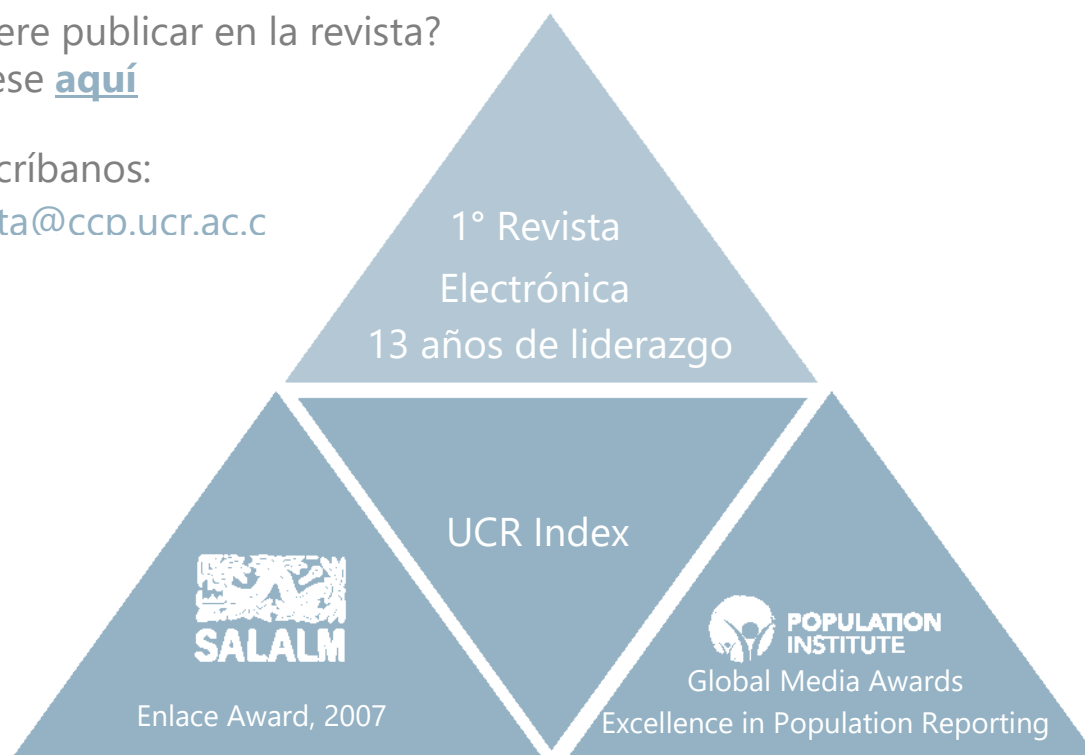 ere publicar en la revista?
ese aquí
críbanos:
ta@ccp.ucr.ac.c
1° Revista
Electrónica
13 años de liderazgo
UCR Index
SALALM
Enlace Award, 2007
POPULATION
INSTITUTE
Global Media Awards
Excellence in Population Reporting